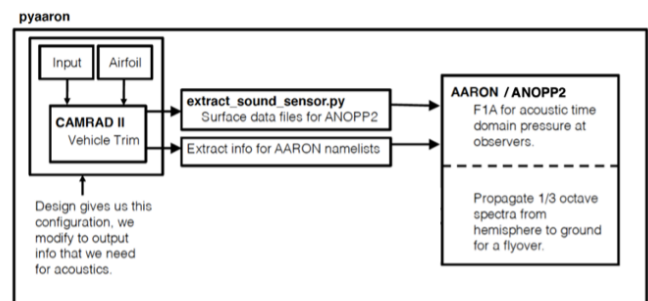 pyaaron
Input
Airfoil
CAMRAD II
Vehicle Trim
extract_sound_sensor.py
Surface data files for ANOPP2
Extract info for AARON namelists
Design gives us this
configuration, we
modify to output
info that we need
for acoustics.
AARON / ANOPP2
F1A for acoustic time
domain pressure at
observers.
Propagate 1/3 octave
spectra from
hemisphere to ground
for a flyover.